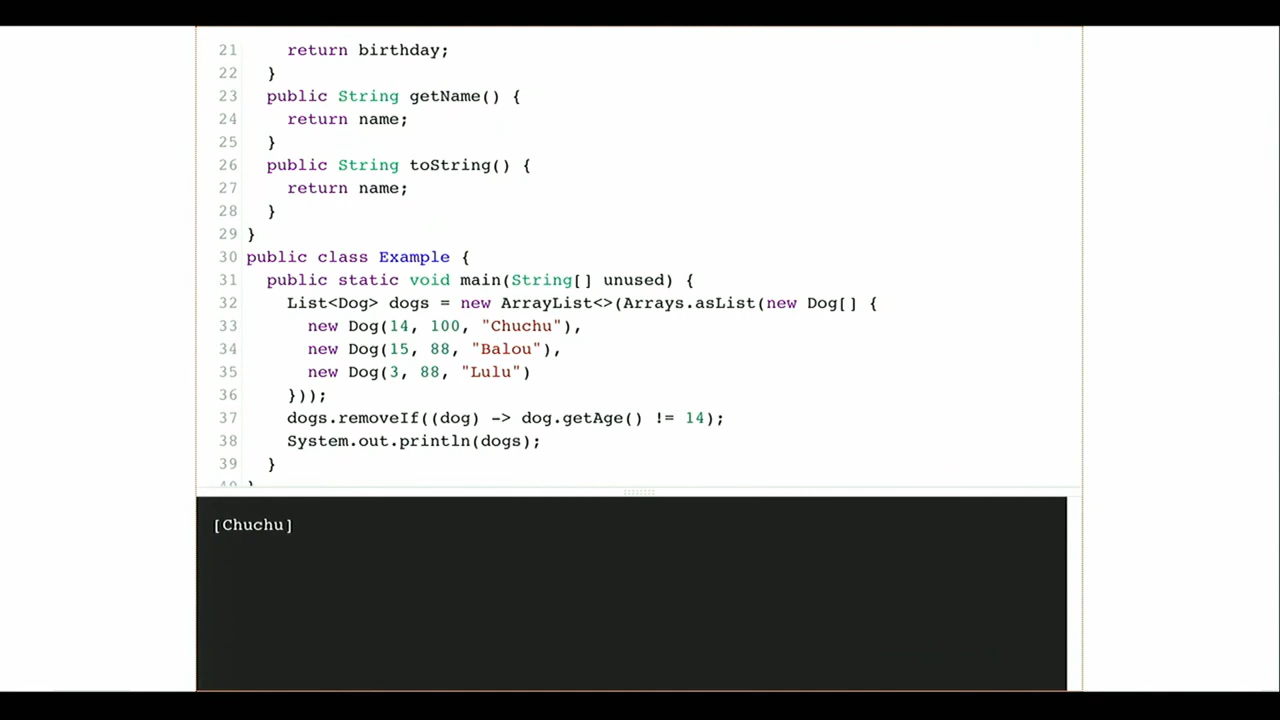 21 return birthday;
22 }
23 public String getName() {
24 return name;
25 }
26 public String toString() {
27 return name;
28 }
29 }
30 public class Example {
31 public static void main(String[] unused) {
32 List<Dog> dogs = new ArrayList<>(Arrays.asList(new Dog[] {
33 new Dog(14, 100, "Chuchu"),
34 new Dog(15, 88, "Balou"),
35 new Dog(3, 88, "Lulu")
36 }));
37 dogs.removeIf((dog) -> dog.getAge() != 14);
38 System.out.println(dogs);
39 }
40 }
[Chuchu]